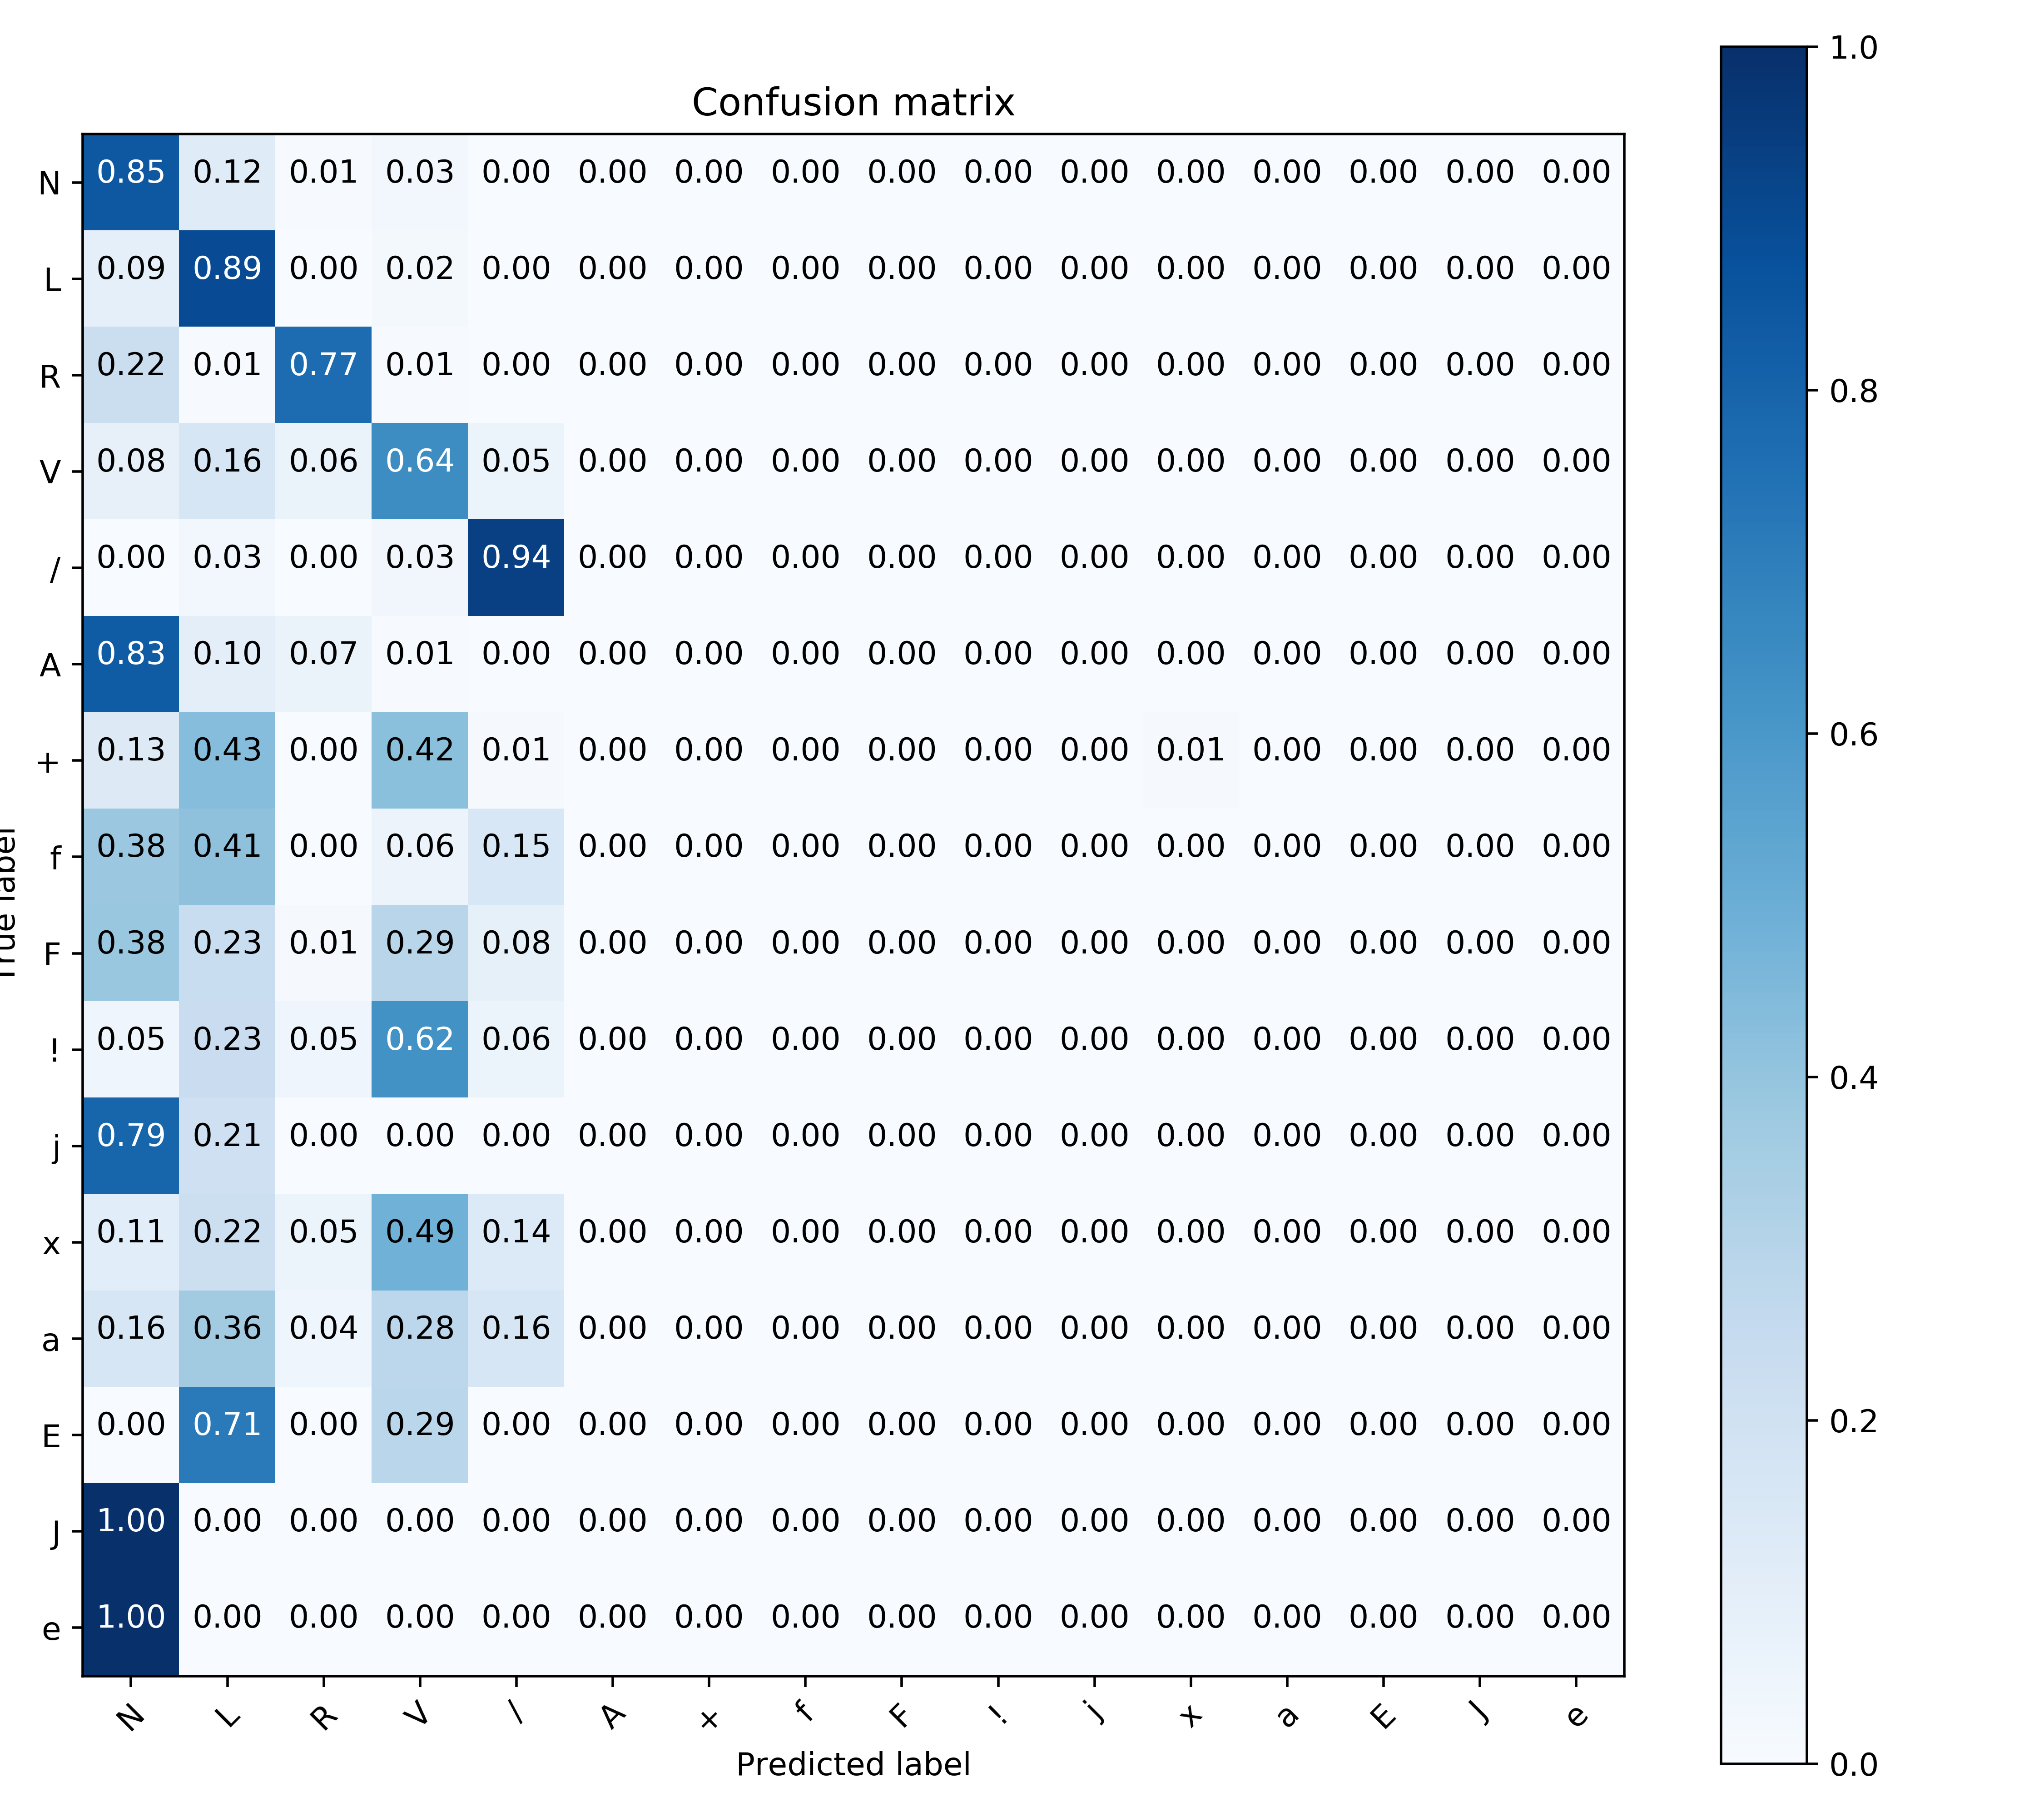 Confusion matrix
N 0.85 0.12 0.01 0.03 0.00 0.00 0.00 0.00 0.00 0.00 0.00 0.00 0.00 0.00 0.00 0.00
L 0.09 0.89 0.00 0.02 0.00 0.00 0.00 0.00 0.00 0.00 0.00 0.00 0.00 0.00 0.00 0.00
R 0.22 0.01 0.77 0.01 0.00 0.00 0.00 0.00 0.00 0.00 0.00 0.00 0.00 0.00 0.00 0.00
V 0.08 0.16 0.06 0.64 0.05 0.00 0.00 0.00 0.00 0.00 0.00 0.00 0.00 0.00 0.00 0.00
/ 0.00 0.03 0.00 0.03 0.94 0.00 0.00 0.00 0.00 0.00 0.00 0.00 0.00 0.00 0.00 0.00
A 0.83 0.10 0.07 0.01 0.00 0.00 0.00 0.00 0.00 0.00 0.00 0.00 0.00 0.00 0.00 0.00
+ 0.13 0.43 0.00 0.42 0.01 0.00 0.00 0.00 0.00 0.00 0.00 0.01 0.00 0.00 0.00 0.00
f 0.38 0.41 0.00 0.06 0.15 0.00 0.00 0.00 0.00 0.00 0.00 0.00 0.00 0.00 0.00 0.00
F 0.38 0.23 0.01 0.29 0.08 0.00 0.00 0.00 0.00 0.00 0.00 0.00 0.00 0.00 0.00 0.00
! 0.05 0.23 0.05 0.62 0.06 0.00 0.00 0.00 0.00 0.00 0.00 0.00 0.00 0.00 0.00 0.00
j 0.79 0.21 0.00 0.00 0.00 0.00 0.00 0.00 0.00 0.00 0.00 0.00 0.00 0.00 0.00 0.00
x 0.11 0.22 0.05 0.49 0.14 0.00 0.00 0.00 0.00 0.00 0.00 0.00 0.00 0.00 0.00 0.00
a 0.16 0.36 0.04 0.28 0.16 0.00 0.00 0.00 0.00 0.00 0.00 0.00 0.00 0.00 0.00 0.00
E 0.00 0.71 0.00 0.29 0.00 0.00 0.00 0.00 0.00 0.00 0.00 0.00 0.00 0.00 0.00 0.00
J 1.00 0.00 0.00 0.00 0.00 0.00 0.00 0.00 0.00 0.00 0.00 0.00 0.00 0.00 0.00 0.00
e 1.00 0.00 0.00 0.00 0.00 0.00 0.00 0.00 0.00 0.00 0.00 0.00 0.00 0.00 0.00 0.00
N L R V / A + f F ! j x a E J e
Predicted label
True label
1.0
0.8
0.6
0.4
0.2
0.0